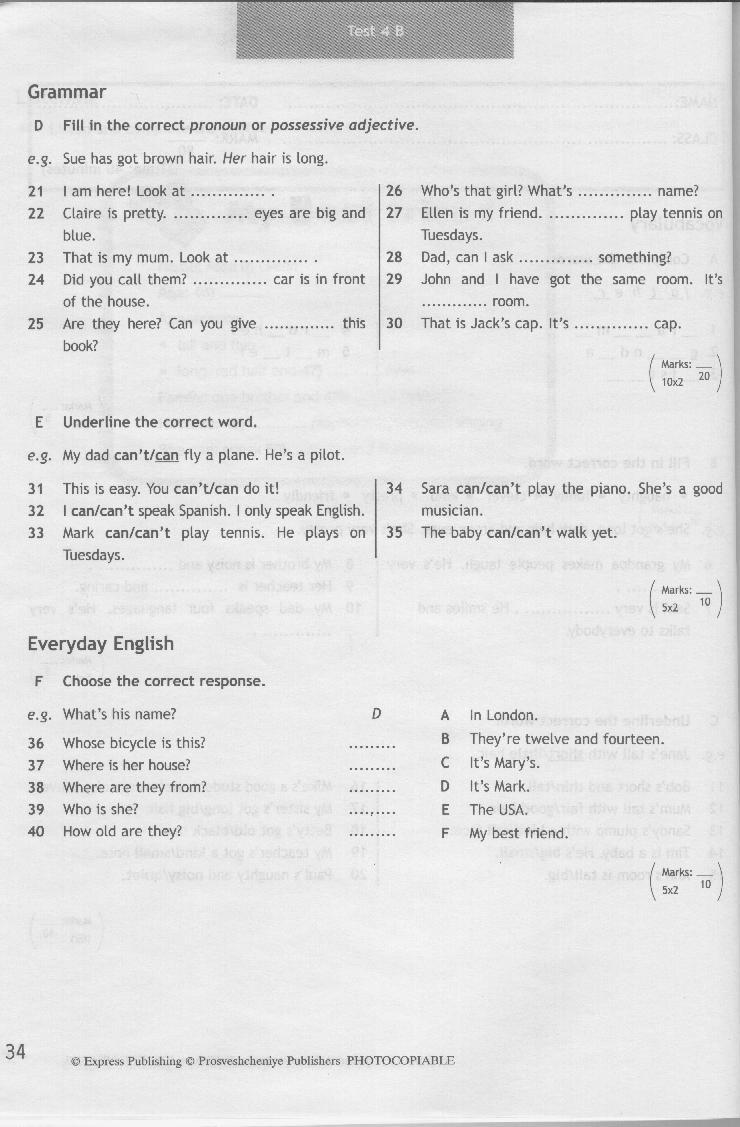 Test 4 B
Grammar
D Fill in the correct pronoun or possessive adjective.
e.g. Sue has got brown hair. Her hair is long.
21 I am here! Look at .............. .
22 Claire is pretty. .............. eyes are big and
blue.
23 That is my mum. Look at .............. .
24 Did you call them? .............. car is in front
of the house.
25 Are they here? Can you give ............. this
book?
26 Who's that girl? What's .............. name?
27 Ellen is my friend. .............. play tennis on
Tuesdays.
28 Dad, can I ask .............. something?
29 John and I have got the same room. It's
............ room.
30 That is Jack's cap. It's .............. cap.
Marks: __
10x2 20
E Underline the correct word.
e.g. My dad can't/can fly a plane. He's a pilot.
31 This is easy. You can't/can do it!
32 I can/can't speak Spanish. I only speak English.
33 Mark can/can't play tennis. He plays on
Tuesdays.
34 Sara can/can't play the piano. She's a good
musician.
35 The baby can/can't walk yet.
Marks: __
5x2 10
Everyday English
F Choose the correct response.
e.g. What's his name? D
36 Whose bicycle is this? .........
37 Where is her house? .........
38 Where are they from? .........
39 Who is she? .........
40 How old are they? .........
A In London.
B They're twelve and fourteen.
C It's Mary's.
D It's Mark.
E The USA.
F My best friend.
Marks: __
5x2 10
34
© Express Publishing © Prosveshcheniye Publishers PHOTOCOPIABLE